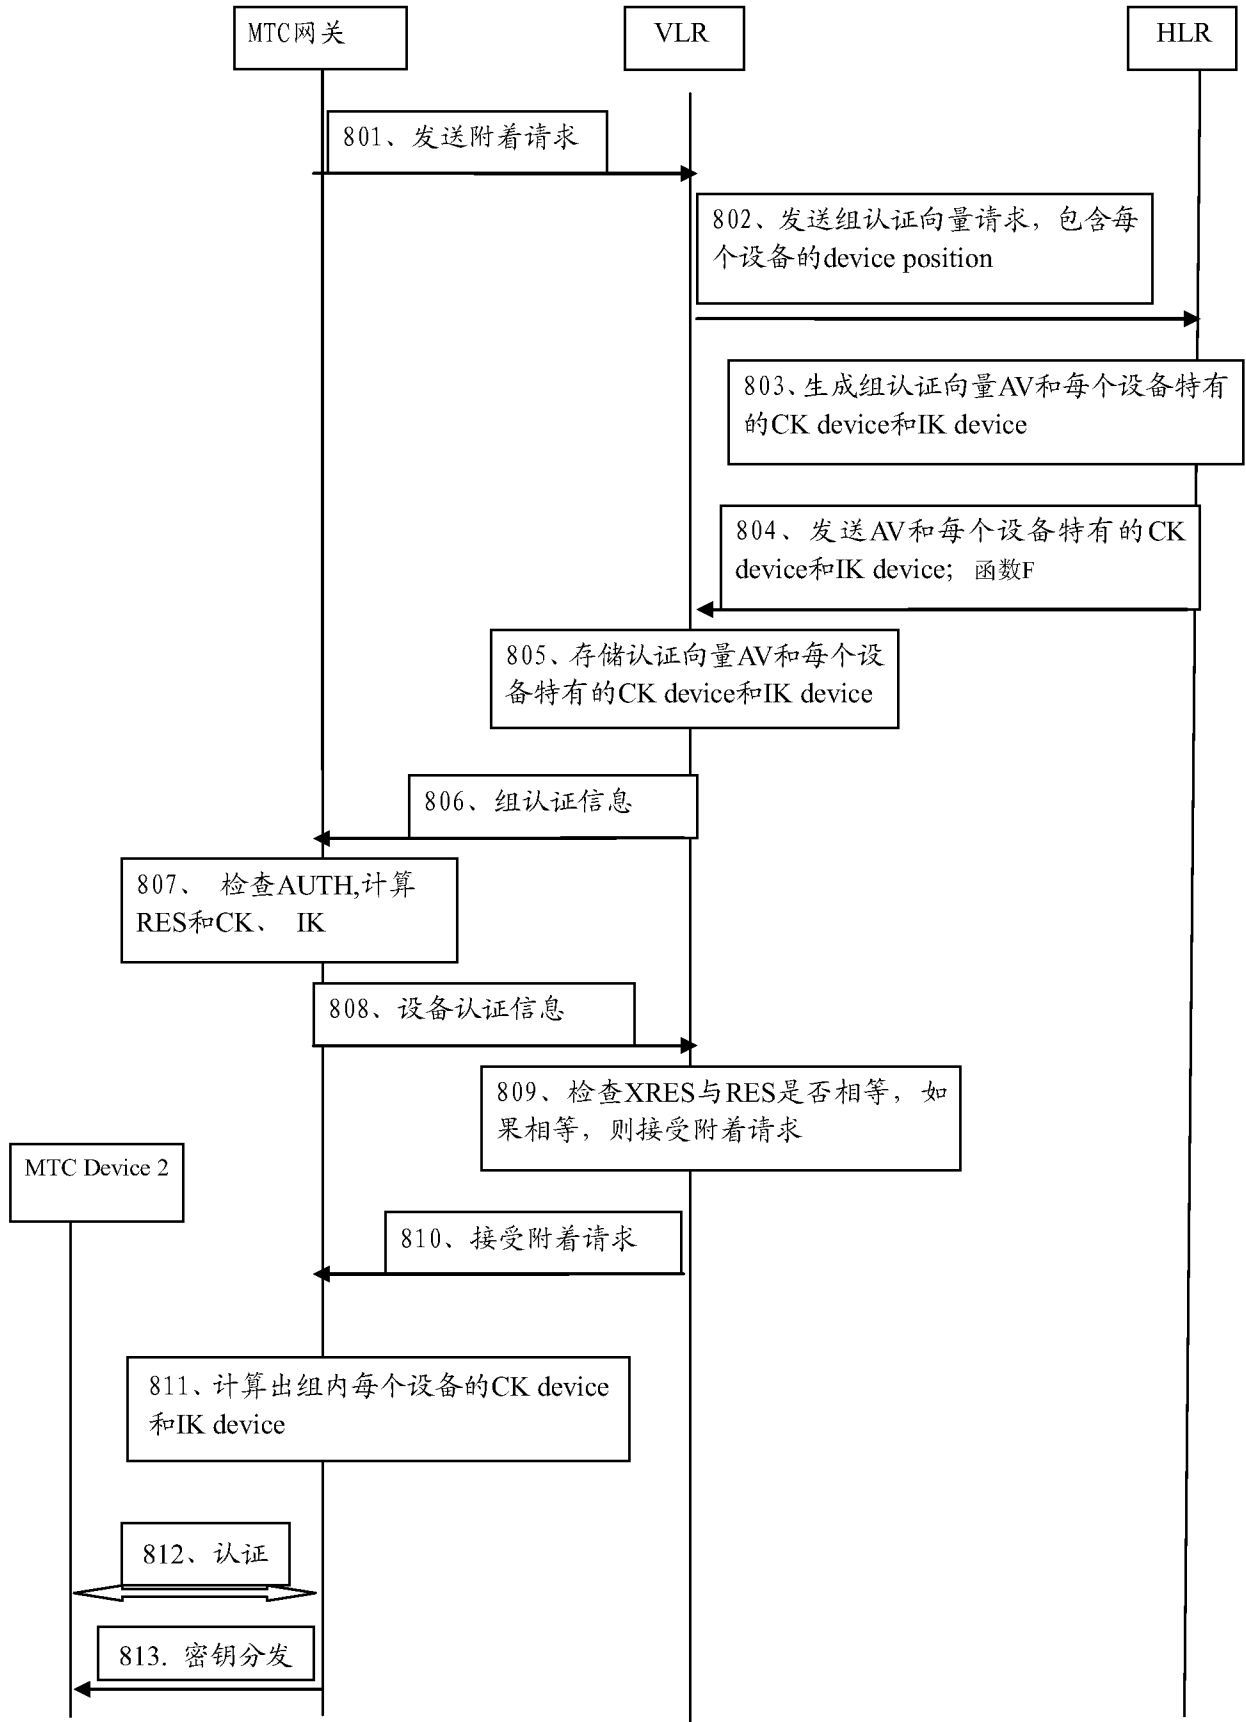 MTC网关
VLR
HLR
801、发送附着请求
802、发送组认证向量请求，包含每
个设备的device position
803、生成组认证向量AV和每个设备特有
的CK device和IK device
804、发送AV和每个设备特有的CK
device和IK device；函数F
805、存储认证向量AV和每个设
备特有的CK device和IK device
806、组认证信息
807、 检查AUTH,计算
RES和CK、 IK
808、设备认证信息
809、检查XRES与RES是否相等，如
果相等，则接受附着请求
MTC Device 2
810、接受附着请求
811、计算出组内每个设备的CK device
和IK device
812、认证
813. 密钥分发